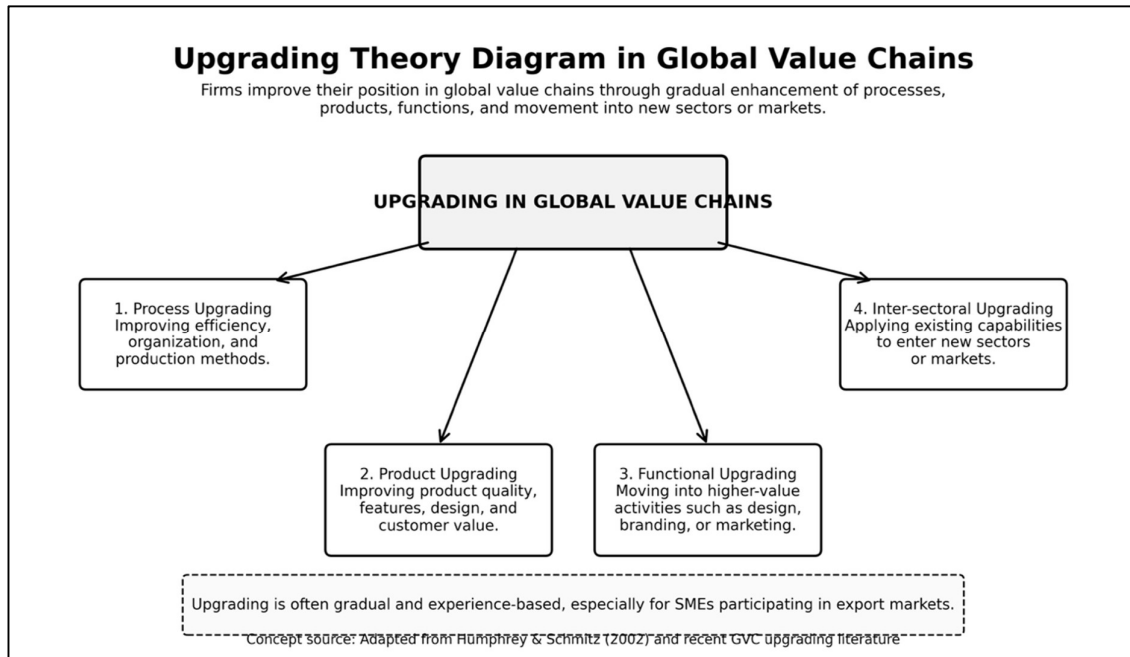 Upgrading Theory Diagram in Global Value Chains
Firms improve their position in global value chains through gradual enhancement of processes,
products, functions, and movement into new sectors or markets.
UPGRADING IN GLOBAL VALUE CHAINS
1. Process Upgrading
Improving efficiency,
organization, and
production methods.
4. Inter-sectoral Upgrading
Applying existing capabilities
to enter new sectors
or markets.
2. Product Upgrading
Improving product quality,
features, design, and
customer value.
3. Functional Upgrading
Moving into higher-value
activities such as design,
branding, or marketing.
Upgrading is often gradual and experience-based, especially for SMEs participating in export markets.
Concept source: Adapted from Humphrey & Schmitz (2002) and recent GVC upgrading literature